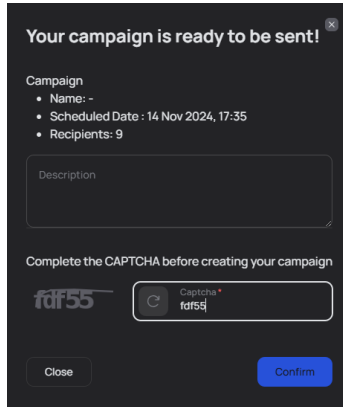 Your campaign is ready to be sent!
Campaign
• Name: -
• Scheduled Date : 14 Nov 2024, 17:35
• Recipients: 9
Description
Complete the CAPTCHA before creating your campaign
fdf55
Captcha *
fdf55
Close
Confirm